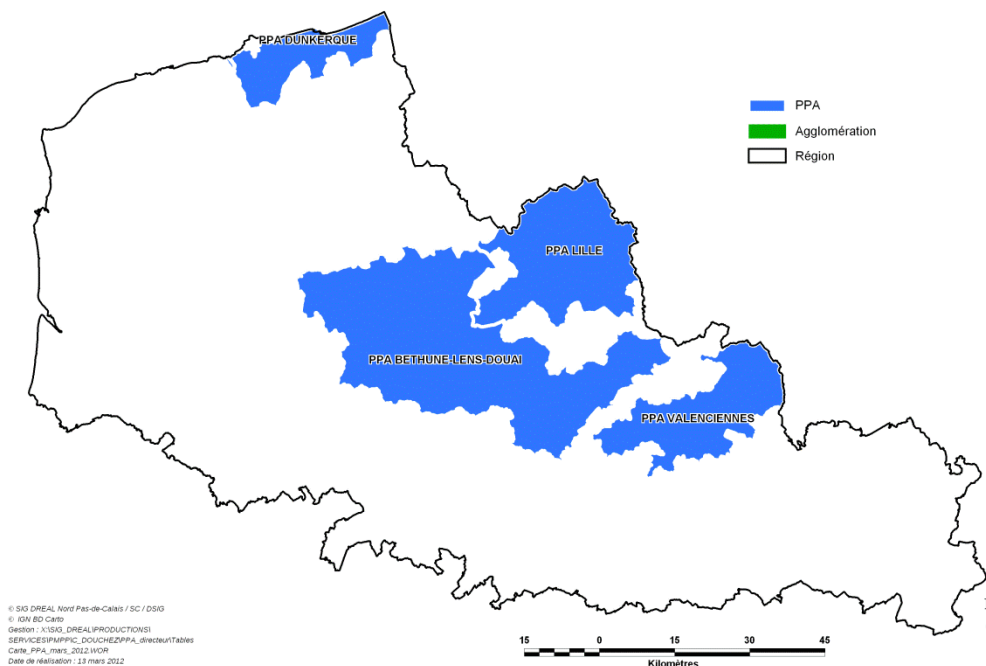 PPA DUNKERQUE
PPA
Agglomération
Région
PPA LILLE
PPA BETHUNE-LENS-DOUAI
PPA VALENCIENNES
© SIG DREAL Nord Pas-de-Calais / SC / DSIG
© IGN BD Carto
Gestion : X:\SIG_DREAL\PRODUCTIONS\
SERVICES\PMPP\C_DOUCHEZ\PPA_directeur\Tables
Carte_PPA_mars_2012.WOR
Date de réalisation : 13 mars 2012
15 0 15 30 45
Kilomètres